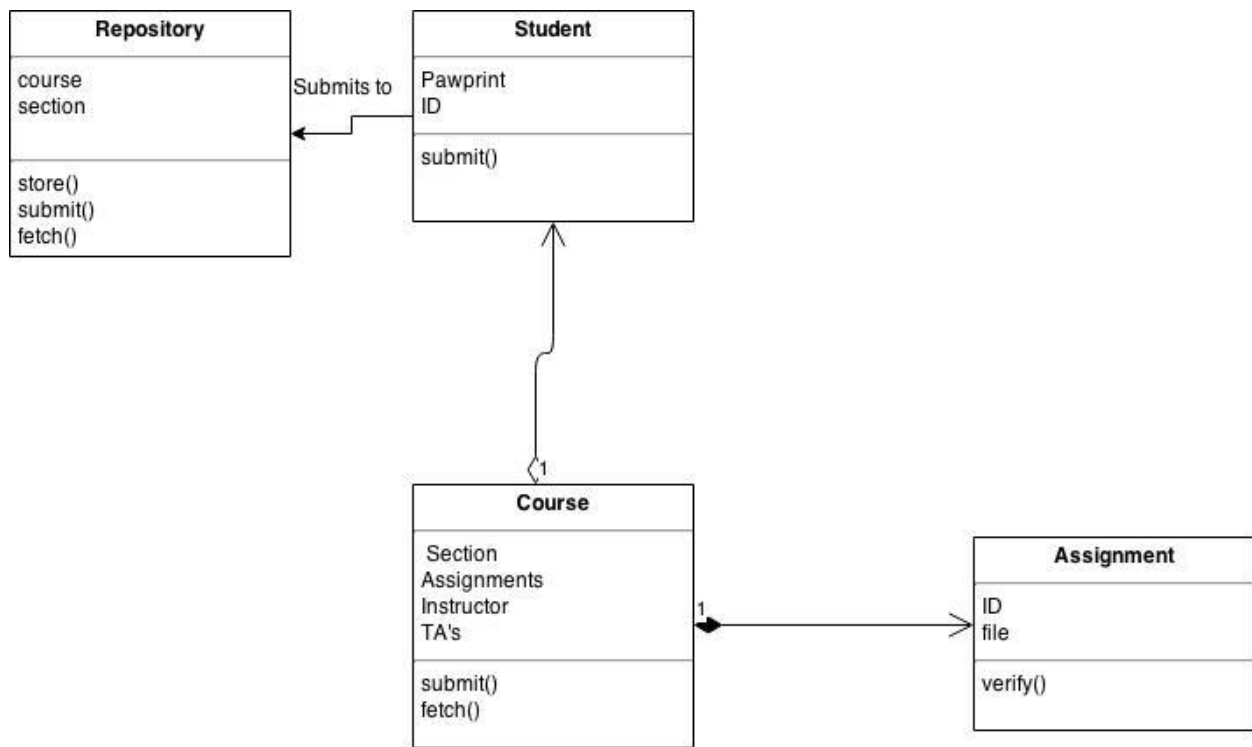 Repository
course
section
store()
submit()
fetch()
Submits to
Student
Pawprint
ID
submit()
1
Course
Section
Assignments
Instructor
TA's
submit()
fetch()
1
Assignment
ID
file
verify()